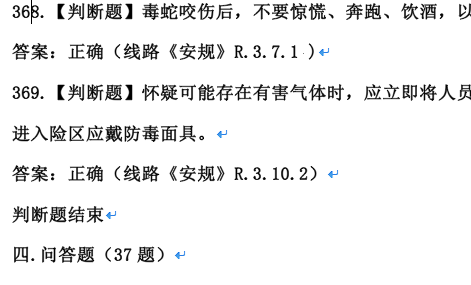 368.【判断题】毒蛇咬伤后，不要惊慌、奔跑、饮酒，以
答案：正确（线路《安规》R.3.7.1 ）
369.【判断题】怀疑可能存在有害气体时，应立即将人员
进入险区应戴防毒面具。
答案：正确（线路《安规》R.3.10.2）
判断题结束
四.问答题（37 题）